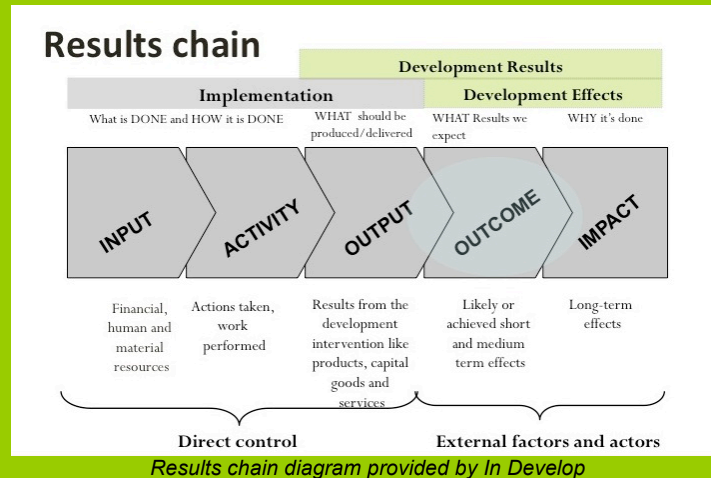 Results chain
Development Results
Implementation
Development Effects
What is DONE and HOW it is DONE
WHAT should be
produced/delivered
WHAT Results we
expect
WHY it's done
INPUT
ACTIVITY
OUTPUT
OUTCOME
IMPACT
Financial,
human and
material
resources
Actions taken,
work
performed
Results from the
development
intervention like
products, capital
goods and
services
Likely or
achieved short
and medium
term effects
Long-term
effects
Direct control
External factors and actors
Results chain diagram provided by In Develop